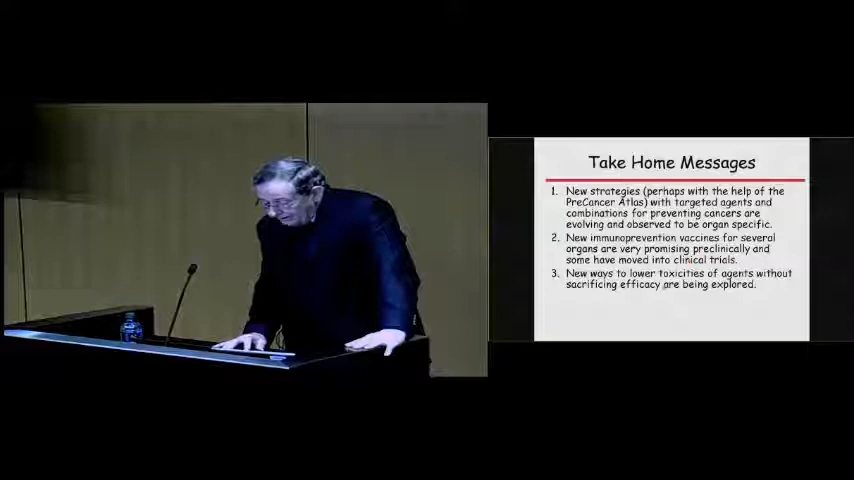 Take Home Messages
1. New strategies (perhaps with the help of the
PreCancer Atlas) with targeted agents and
combinations for preventing cancers are
evolving and observed to be organ specific.
2. New immunoprevention vaccines for several
organs are very promising preclinically and
some have moved into clinical trials.
3. New ways to lower toxicities of agents without
sacrificing efficacy are being explored.